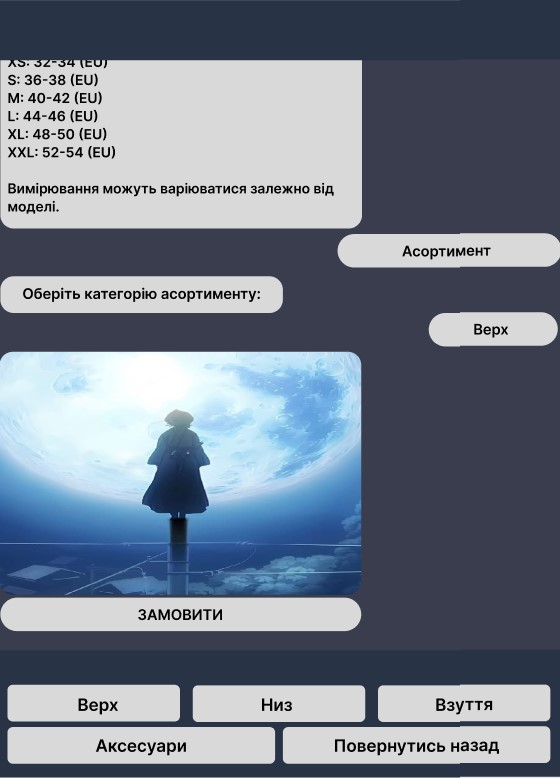 XS: 32-34 (EU)
S: 36-38 (EU)
M: 40-42 (EU)
L: 44-46 (EU)
XL: 48-50 (EU)
XXL: 52-54 (EU)
Вимірювання можуть варіюватися залежно від
моделі.
Асортимент
Оберіть категорію асортименту:
Верх
ЗАМОВИТИ
Верх
Низ
Взуття
Аксесуари
Повернутись назад